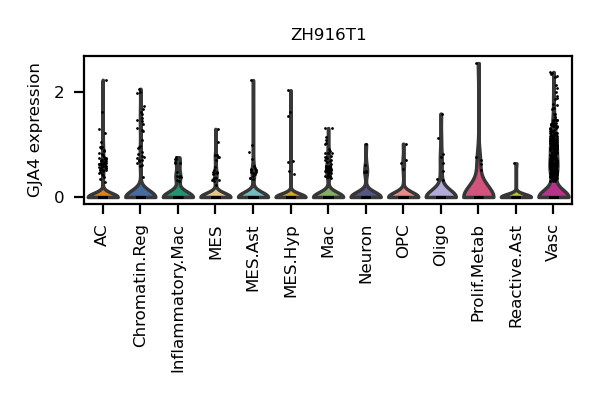 ZH916T1
GJA4 expression
2
0
AC
Chromatin.Reg
Inflammatory.Mac
MES
MES.Ast
MES.Hyp
Mac
Neuron
OPC
Oligo
Prolif.Metab
Reactive.Ast
Vasc